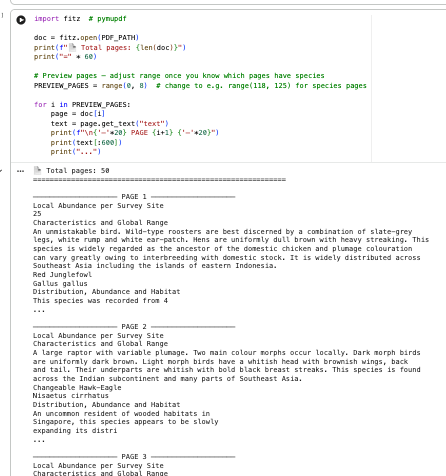 import fitz  # pymupdf
doc = fitz.open(PDF_PATH)
print(f"📄 Total pages: {len(doc)}")
print("=" * 60)
# Preview pages — adjust range once you know which pages have species
PREVIEW_PAGES = range(0, 8)  # change to e.g. range(118, 125) for species pages
for i in PREVIEW_PAGES:
    page = doc[i]
    text = page.get_text("text")
    print(f"\n{'─'*20} PAGE {i+1} {'─'*20}")
    print(text[:600])
    print("...")
📄 Total pages: 50
============================================================
──────────────────── PAGE 1 ────────────────────
Local Abundance per Survey Site
25
Characteristics and Global Range
An unmistakable bird. Wild-type roosters are best discerned by a combination of slate-grey
legs, white rump and white ear-patch. Hens are uniformly dull brown with heavy streaking. This
species is widely regarded as the ancestor of the domestic chicken and plumage colouration
can vary greatly owing to interbreeding with domestic stock. It is widely distributed across
Southeast Asia including the islands of eastern Indonesia.
Red Junglefowl
Gallus gallus
Distribution, Abundance and Habitat
This species was recorded from 4
...
──────────────────── PAGE 2 ────────────────────
Local Abundance per Survey Site
Characteristics and Global Range
A large raptor with variable plumage. Two main colour morphs occur locally. Dark morph birds
are uniformly dark brown. Light morph birds have a whitish head with brownish wings, back
and tail. Their underparts are whitish with bold black breast streaks. This species is found
across the Indian subcontinent and many parts of Southeast Asia.
Changeable Hawk-Eagle
Nisaetus cirrhatus
Distribution, Abundance and Habitat
An uncommon resident of wooded habitats in
Singapore, this species appears to be slowly
expanding its distri
...
──────────────────── PAGE 3 ────────────────────
Local Abundance per Survey Site
Characteristics and Global Range